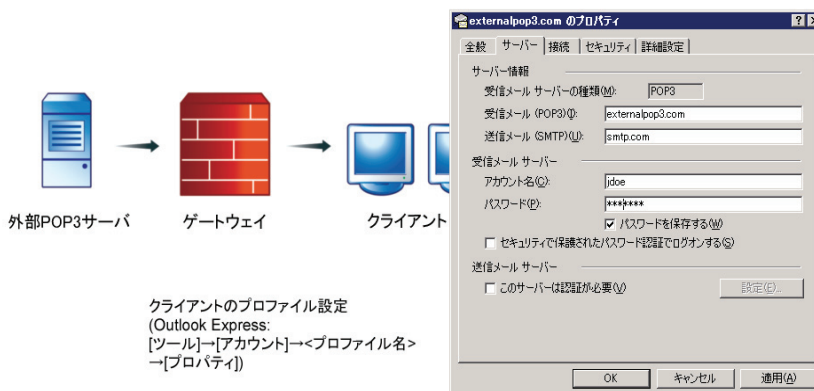 外部POP3サーバ
ゲートウェイ
クライアント
クライアントのプロファイル設定
(Outlook Express:
[ツール]→[アカウント]→<プロファイル名>
→[プロパティ])
externalpop3.com のプロパティ
全般 サーバー 接続 セキュリティ 詳細設定
サーバー情報
受信メール サーバーの種類(M): POP3
受信メール (POP3)(I): externalpop3.com
送信メール (SMTP)(U): smtp.com
受信メール サーバー
アカウント名(C): jdoe
パスワード(P): *******
パスワードを保存する(W)
セキュリティで保護されたパスワード認証でログオンする(S)
送信メール サーバー
このサーバーは認証が必要(V) 設定(E)...
OK キャンセル 適用(A)